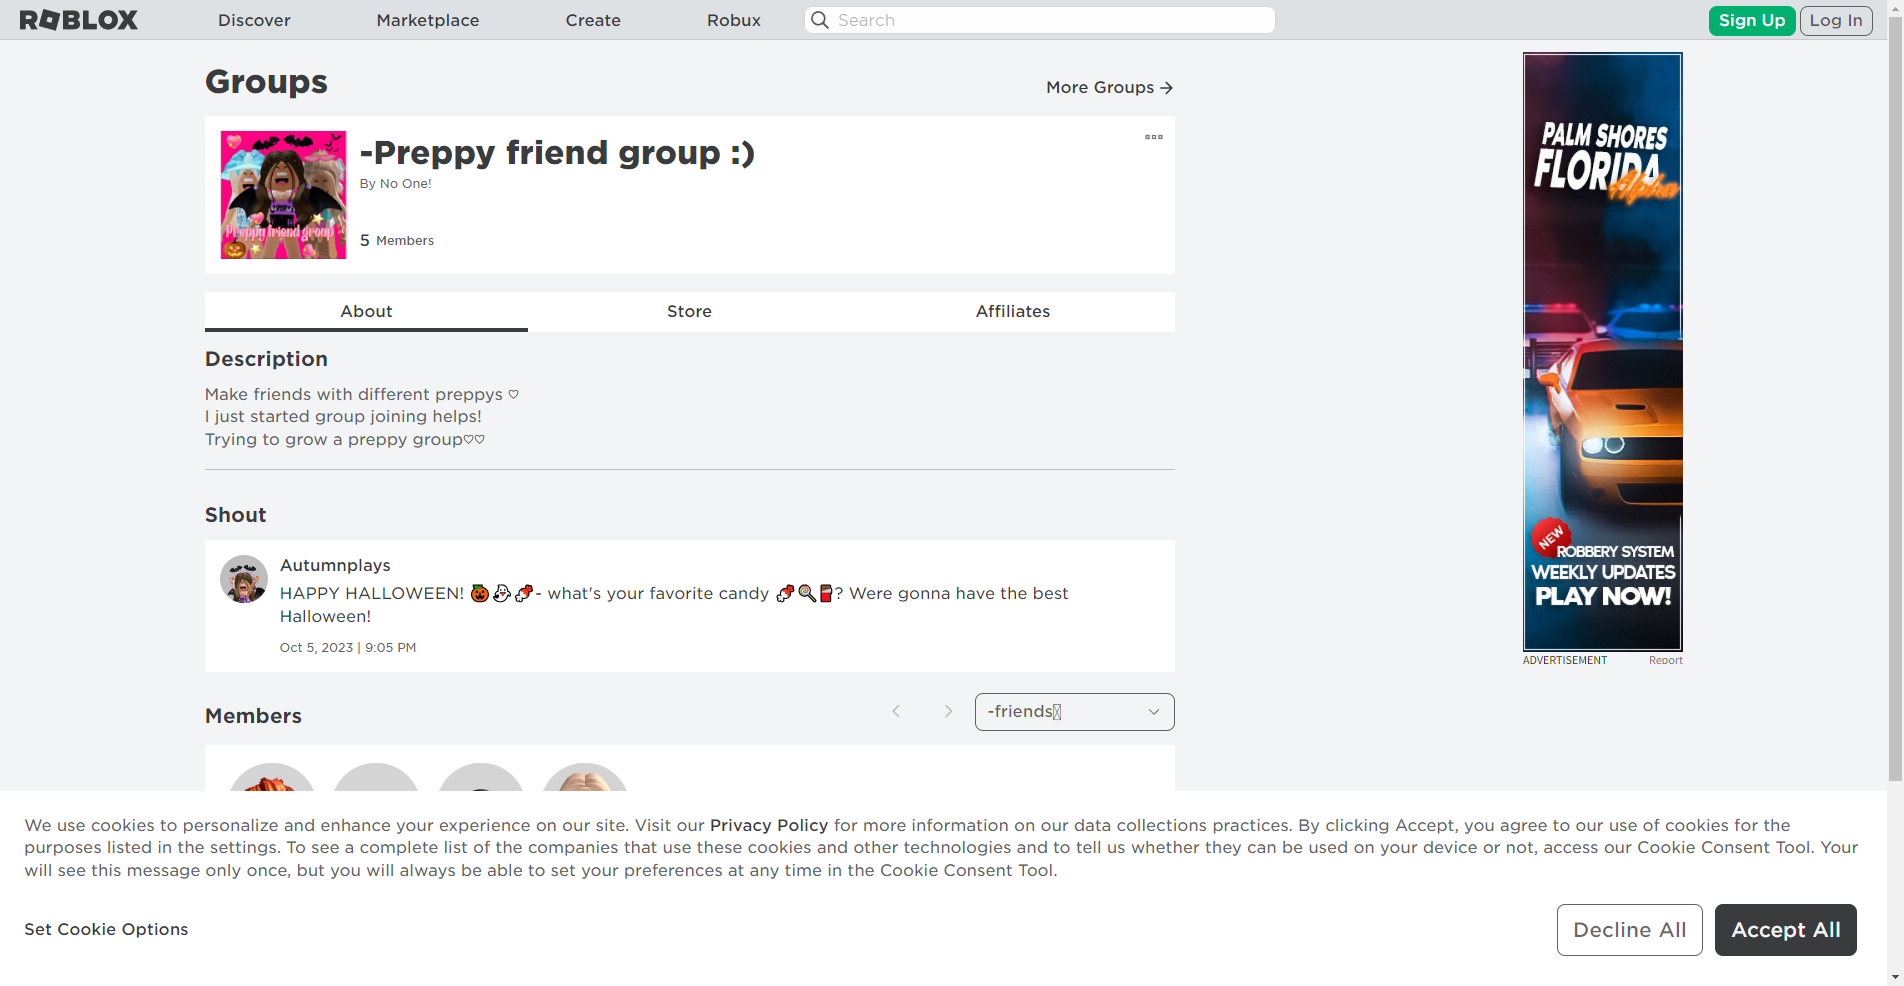 ROBLOX
Discover
Marketplace
Create
Robux
Search
Sign Up
Log In
Groups
More Groups →
-Preppy friend group :)
By No One!
5 Members
Preppy friend group :)
About
Store
Affiliates
Description
Make friends with different preppys ♡
I just started group joining helps!
Trying to grow a preppy group♡♡
Shout
Autumnplays
HAPPY HALLOWEEN! 🎃👻🍂- what's your favorite candy 🍂🍭🍫? Were gonna have the best
Halloween!
Oct 5, 2023 | 9:05 PM
Members
-friends
PALM SHORES
FLORIDA
Alpha
NEW
ROBBERY SYSTEM
WEEKLY UPDATES
PLAY NOW!
ADVERTISEMENT
Report
We use cookies to personalize and enhance your experience on our site. Visit our Privacy Policy for more information on our data collections practices. By clicking Accept, you agree to our use of cookies for the
purposes listed in the settings. To see a complete list of the companies that use these cookies and other technologies and to tell us whether they can be used on your device or not, access our Cookie Consent Tool. Your
will see this message only once, but you will always be able to set your preferences at any time in the Cookie Consent Tool.
Set Cookie Options
Decline All
Accept All